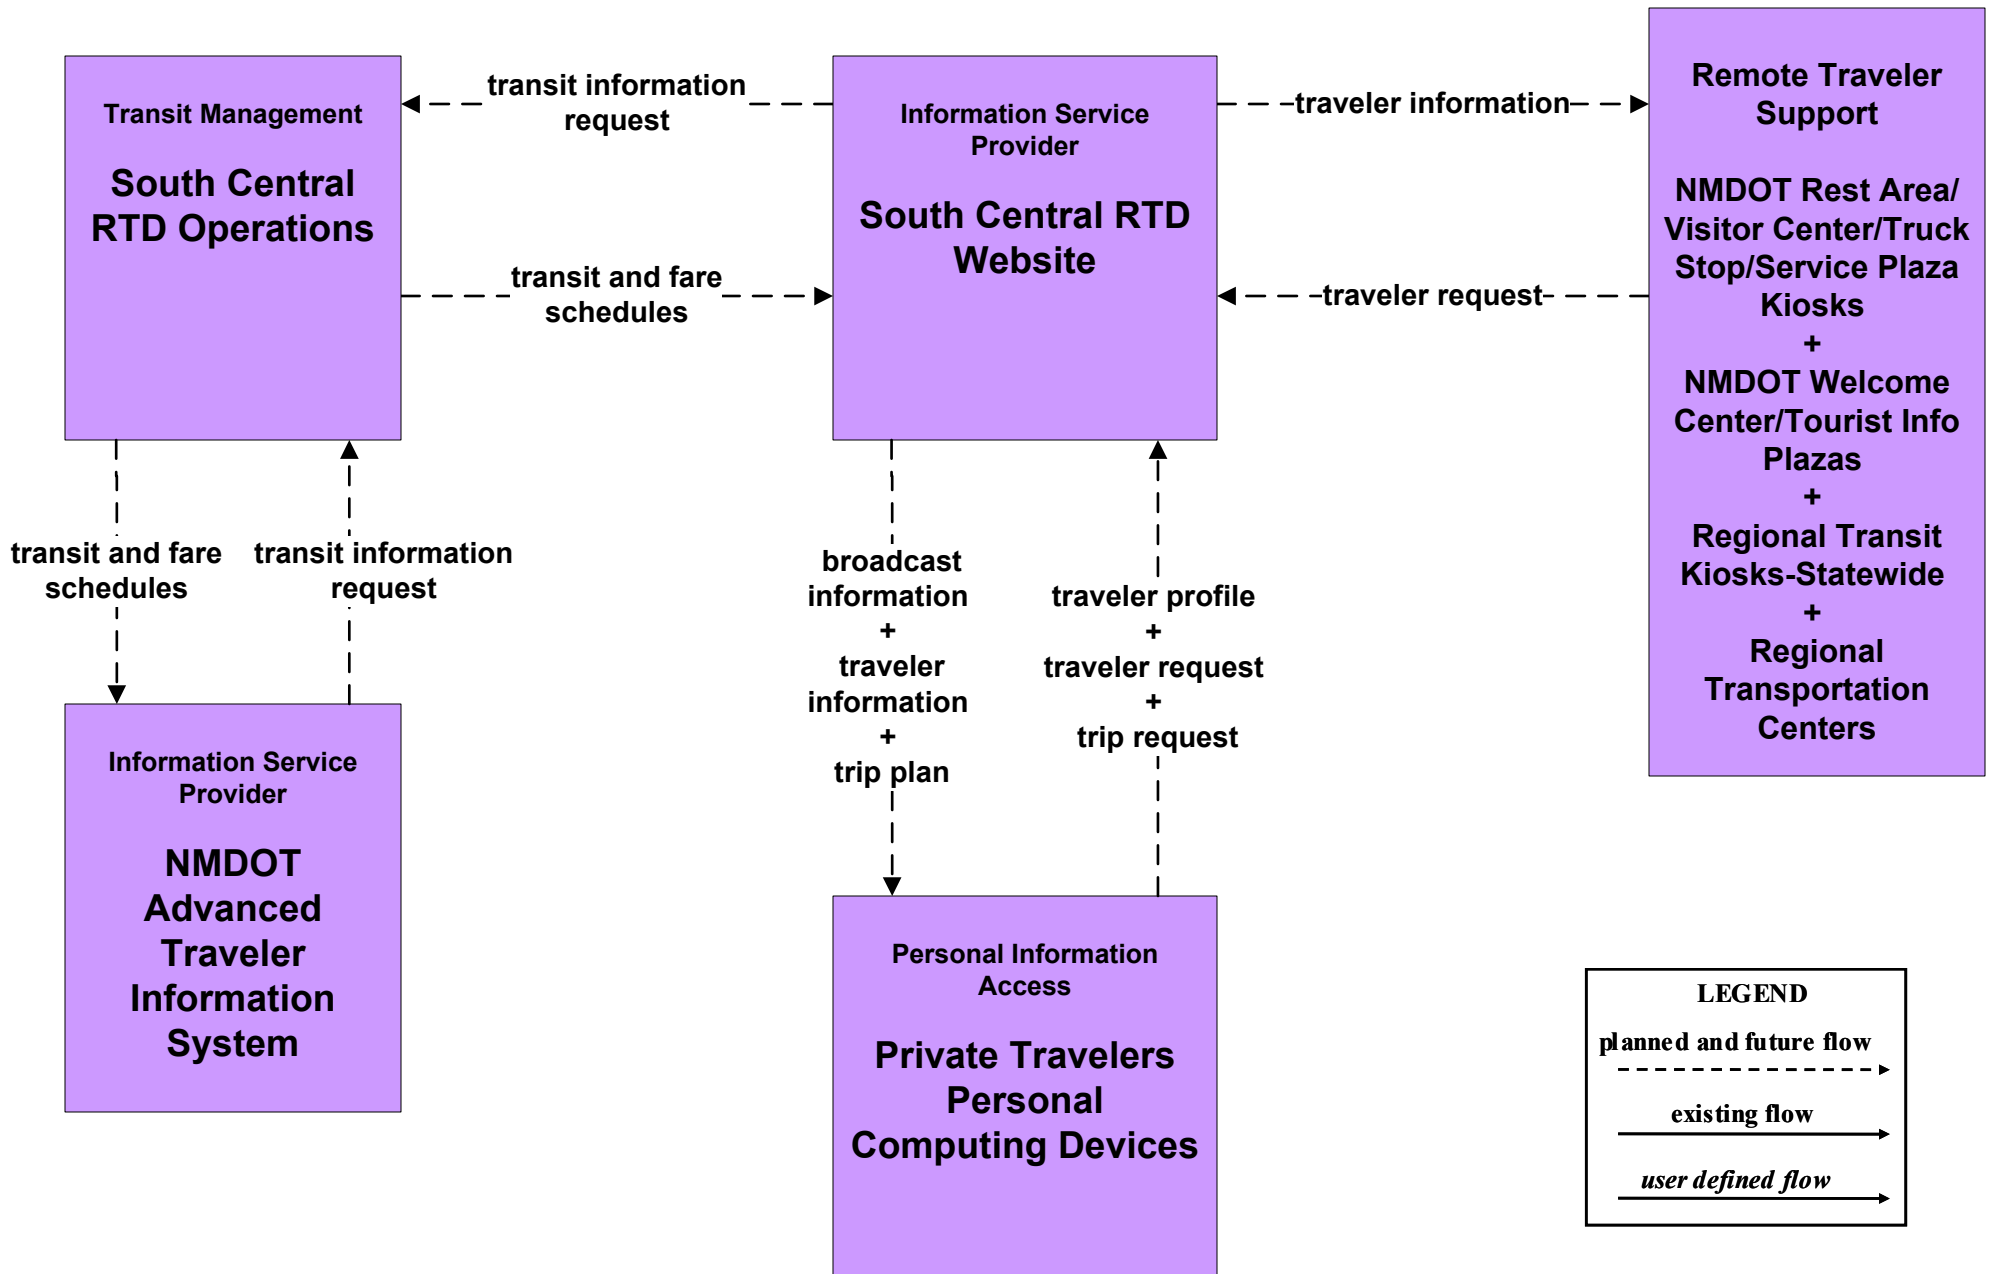 Transit Management
South Central
RTD Operations
transit information
request
transit and fare
schedules
Information Service
Provider
South Central RTD
Website
traveler information
traveler request
Remote Traveler
Support
NMDOT Rest Area/
Visitor Center/Truck
Stop/Service Plaza
Kiosks
+
NMDOT Welcome
Center/Tourist Info
Plazas
+
Regional Transit
Kiosks-Statewide
+
Regional
Transportation
Centers
transit and fare
schedules
transit information
request
broadcast
information
+
traveler
information
+
trip plan
traveler profile
+
traveler request
+
trip request
Information Service
Provider
NMDOT
Advanced
Traveler
Information
System
Personal Information
Access
Private Travelers
Personal
Computing Devices
LEGEND
planned and future flow
existing flow
user defined flow